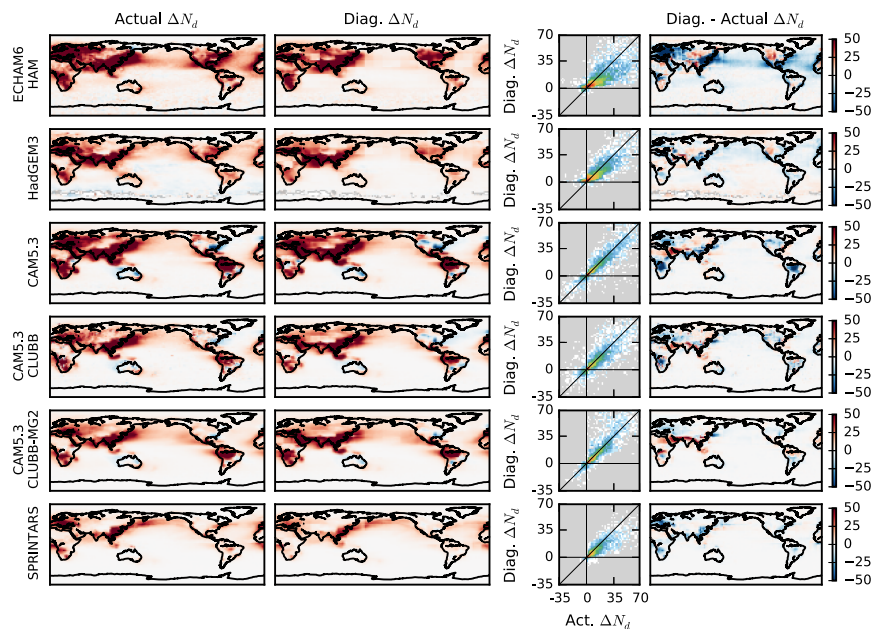 Actual ΔN_d
Diag. ΔN_d
Diag. - Actual ΔN_d
ECHAM6
HAM
Diag. ΔN_d
70
35
0
-35
50
25
0
−25
−50
HadGEM3
Diag. ΔN_d
70
35
0
-35
50
25
0
−25
−50
CAM5.3
Diag. ΔN_d
70
35
0
-35
50
25
0
−25
−50
CAM5.3
CLUBB
Diag. ΔN_d
70
35
0
-35
50
25
0
−25
−50
CAM5.3
CLUBB-MG2
Diag. ΔN_d
70
35
0
-35
50
25
0
−25
−50
SPRINTARS
Diag. ΔN_d
70
35
0
-35
50
25
0
−25
−50
-35 0 35 70
Act. ΔN_d